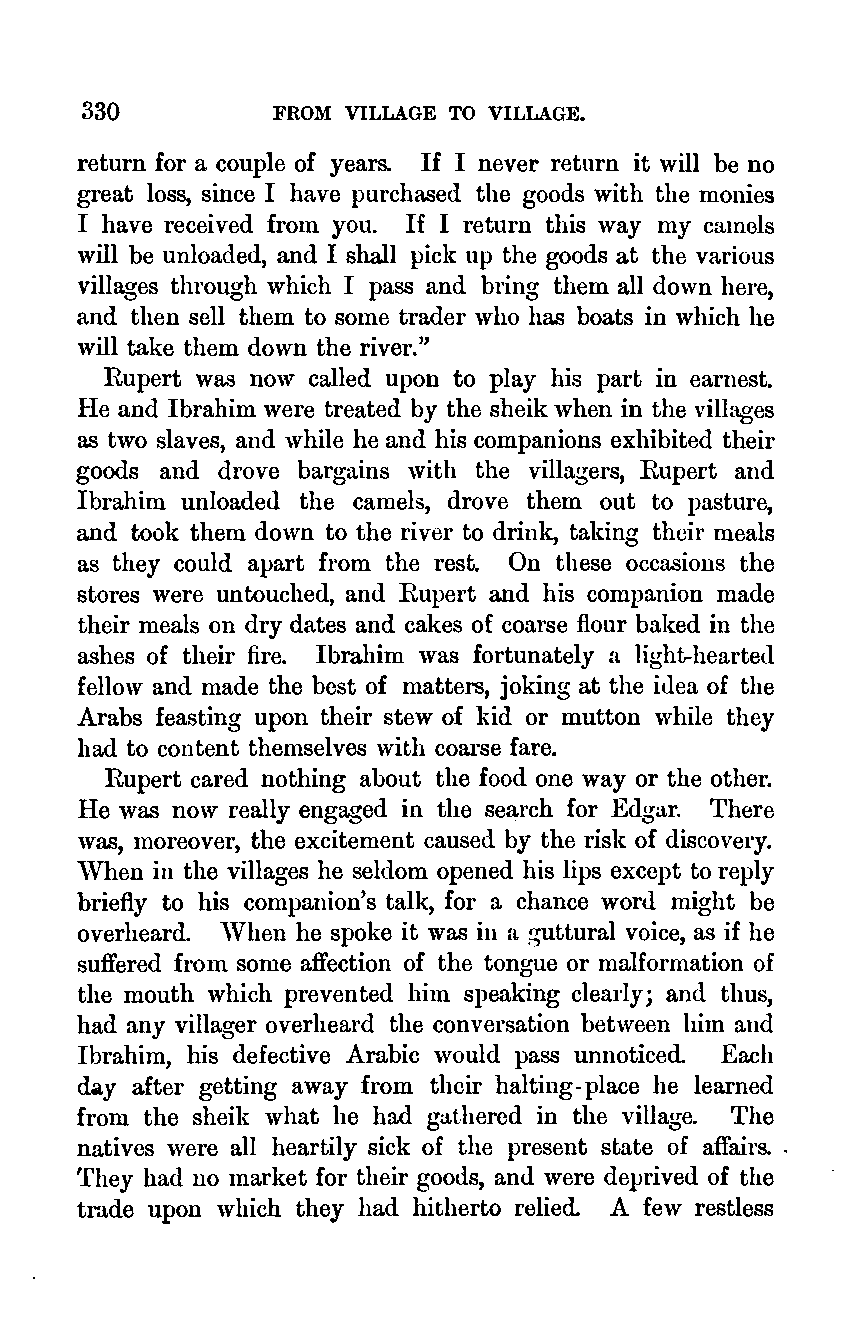 330 FROM VILLAGE TO VILLAGE.
return for a couple of years. If I never return it will be no
great loss, since I have purchased the goods with the monies
I have received from you. If I return this way my camels
will be unloaded, and I shall pick up the goods at the various
villages through which I pass and bring them all down here,
and then sell them to some trader who has boats in which he
will take them down the river."
Rupert was now called upon to play his part in earnest.
He and Ibrahim were treated by the sheik when in the villages
as two slaves, and while he and his companions exhibited their
goods and drove bargains with the villagers, Rupert and
Ibrahim unloaded the camels, drove them out to pasture,
and took them down to the river to drink, taking their meals
as they could apart from the rest. On these occasions the
stores were untouched, and Rupert and his companion made
their meals on dry dates and cakes of coarse flour baked in the
ashes of their fire. Ibrahim was fortunately a light-hearted
fellow and made the best of matters, joking at the idea of the
Arabs feasting upon their stew of kid or mutton while they
had to content themselves with coarse fare.
Rupert cared nothing about the food one way or the other.
He was now really engaged in the search for Edgar. There
was, moreover, the excitement caused by the risk of discovery.
When in the villages he seldom opened his lips except to reply
briefly to his companion's talk, for a chance word might be
overheard. When he spoke it was in a guttural voice, as if he
suffered from some affection of the tongue or malformation of
the mouth which prevented him speaking clearly; and thus,
had any villager overheard the conversation between him and
Ibrahim, his defective Arabic would pass unnoticed. Each
day after getting away from their halting-place he learned
from the sheik what he had gathered in the village. The
natives were all heartily sick of the present state of affairs.
They had no market for their goods, and were deprived of the
trade upon which they had hitherto relied. A few restless